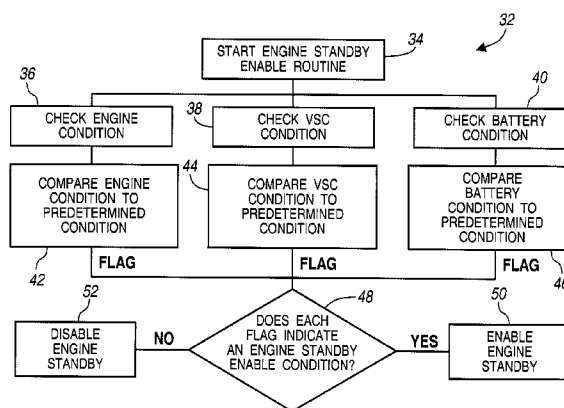 32
34
START ENGINE STANDBY
ENABLE ROUTINE
36
CHECK ENGINE
CONDITION
38
CHECK VSC
CONDITION
40
CHECK BATTERY
CONDITION
42
COMPARE ENGINE
CONDITION TO
PREDETERMINED
CONDITION
44
COMPARE VSC
CONDITION TO
PREDETERMINED
CONDITION
46
COMPARE
BATTERY
CONDITION TO
PREDETERMINED
CONDITION
FLAG
FLAG
FLAG
48
DOES EACH
FLAG INDICATE
AN ENGINE STANDBY
ENABLE CONDITION?
52
DISABLE
ENGINE
STANDBY
NO
YES
50
ENABLE
ENGINE
STANDBY